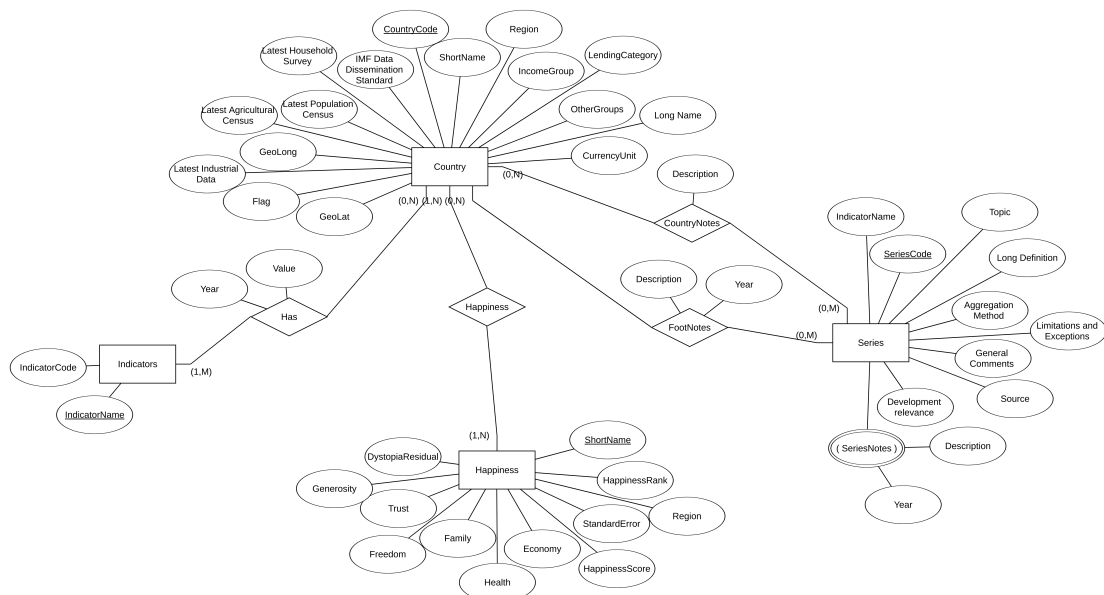 CountryCode
Region
Latest Household
Survey
IMF Data
Dissemination
Standard
ShortName
LendingCategory
IncomeGroup
Latest Agricultural
Census
Latest Population
Census
OtherGroups
Long Name
GeoLong
Country
CurrencyUnit
Latest Industrial
Data
(0,N)
Description
Flag
GeoLat
(0,N)
(1,N)
(0,N)
CountryNotes
IndicatorName
Topic
SeriesCode
Long Definition
Year
Value
Description
Year
Has
Happiness
FootNotes
(0,M)
(0,M)
Aggregation
Method
Limitations and
Exceptions
Series
General
Comments
Indicators
IndicatorCode
(1,M)
IndicatorName
Development
relevance
Source
(1,N)
ShortName
( SeriesNotes )
Description
DystopiaResidual
Happiness
HappinessRank
Generosity
Trust
StandardError
Region
Year
Freedom
Family
Economy
HappinessScore
Health